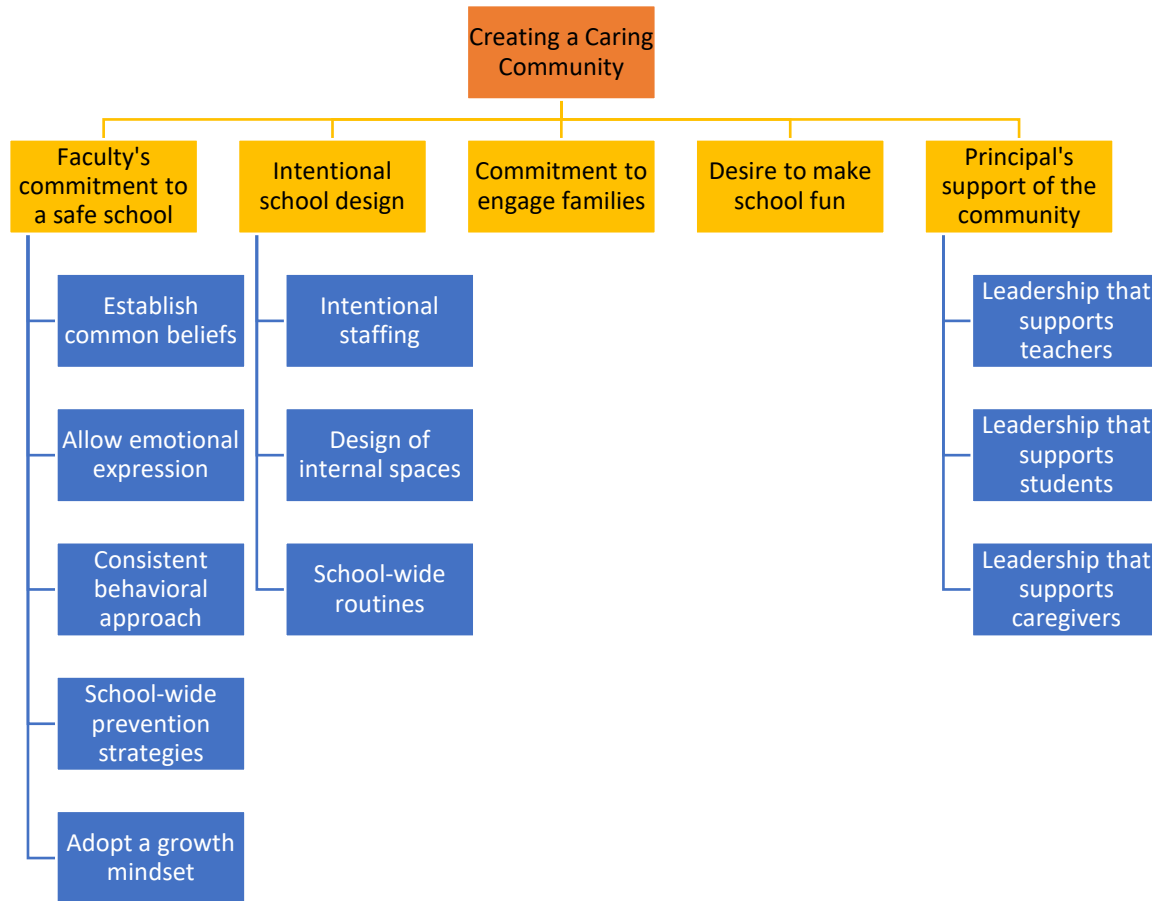 Creating a Caring
Community
Faculty's
commitment to
a safe school
Intentional
school design
Commitment to
engage families
Desire to make
school fun
Principal's
support of the
community
Establish
common beliefs
Allow emotional
expression
Consistent
behavioral
approach
School-wide
prevention
strategies
Adopt a growth
mindset
Intentional
staffing
Design of
internal spaces
School-wide
routines
Leadership that
supports
teachers
Leadership that
supports
students
Leadership that
supports
caregivers